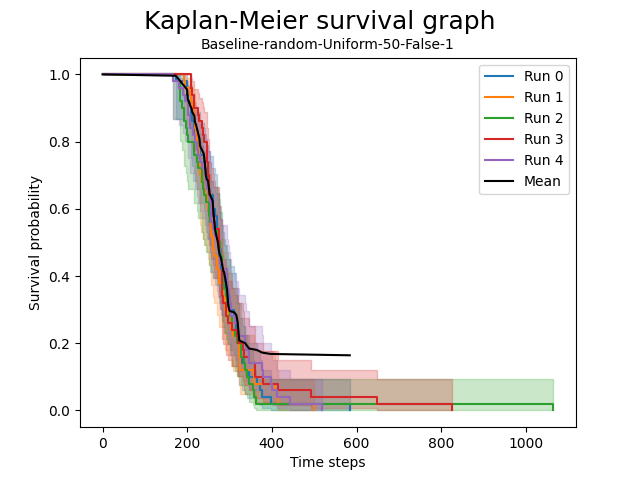 Kaplan-Meier survival graph
Baseline-random-Uniform-50-False-1
Survival probability
1.0
0.8
0.6
0.4
0.2
0.0
Run 0
Run 1
Run 2
Run 3
Run 4
Mean
0 200 400 600 800 1000
Time steps